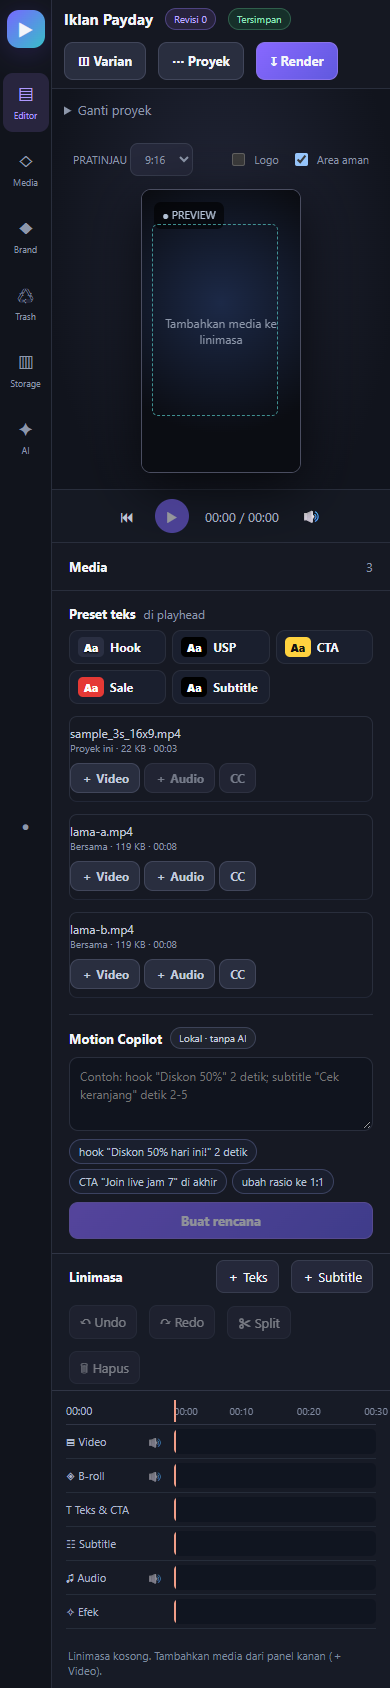 Iklan Payday
Revisi 0
Tersimpan
Varian
Proyek
Render
Editor
Media
Brand
Trash
Storage
AI
Ganti proyek
PRATINJAU 9:16 Logo Area aman
PREVIEW
Tambahkan media ke
linimasa
00:00 / 00:00
Media 3
Preset teks di playhead
Aa Hook
Aa USP
Aa CTA
Aa Sale
Aa Subtitle
sample_3s_16x9.mp4
Proyek ini · 22 KB · 00:03
+ Video + Audio CC
lama-a.mp4
Bersama · 119 KB · 00:08
+ Video + Audio CC
lama-b.mp4
Bersama · 119 KB · 00:08
+ Video + Audio CC
Motion Copilot Lokal · tanpa AI
Contoh: hook "Diskon 50%" 2 detik; subtitle "Cek
keranjang" detik 2-5
hook "Diskon 50% hari ini!" 2 detik
CTA "Join live jam 7" di akhir
ubah rasio ke 1:1
Buat rencana
Linimasa + Teks + Subtitle
Undo Redo Split
Hapus
00:00 00:00 00:10 00:20 00:30
Video
B-roll
T Teks & CTA
Subtitle
Audio
Efek
Linimasa kosong. Tambahkan media dari panel kanan ( +
Video).